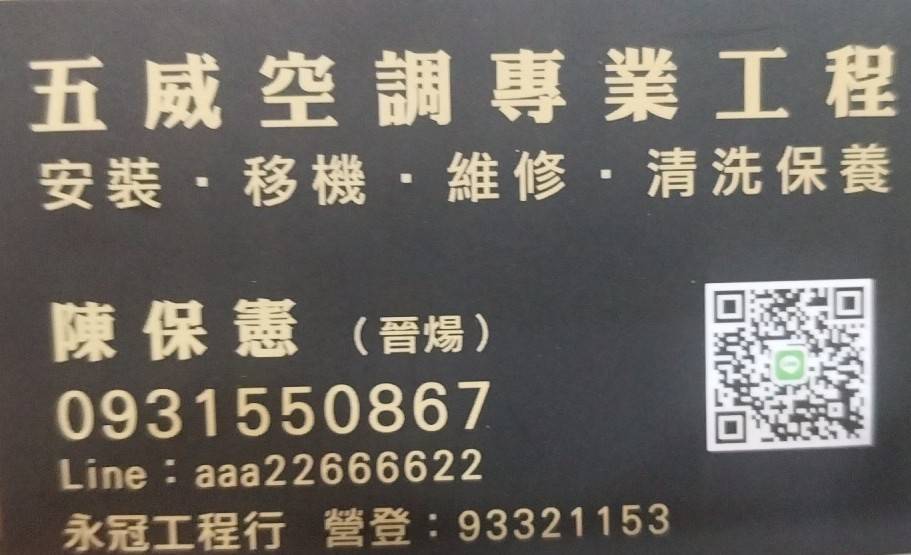 五威空調專業工程
安裝・移機・維修・清洗保養
陳保憲（晉煬）
0931550867
Line：aaa22666622
永冠工程行 營登：93321153